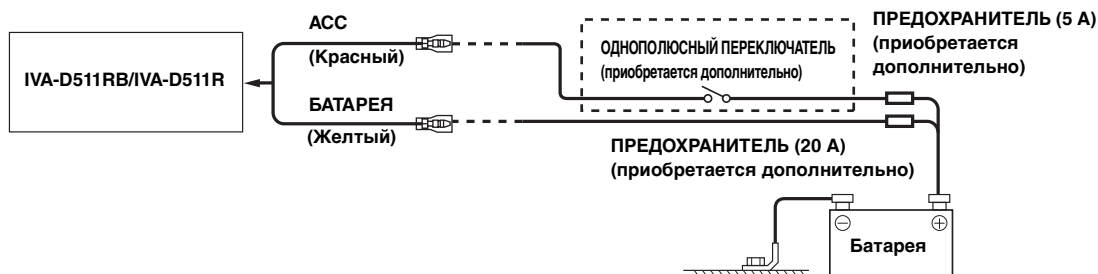 ACC
(Красный)
IVA-D511RB/IVA-D511R
БАТАРЕЯ
(Желтый)
ОДНОПОЛЮСНЫЙ ПЕРЕКЛЮЧАТЕЛЬ
(приобретается дополнительно)
ПРЕДОХРАНИТЕЛЬ (5 А)
(приобретается
дополнительно)
ПРЕДОХРАНИТЕЛЬ (20 А)
(приобретается дополнительно)
Батарея